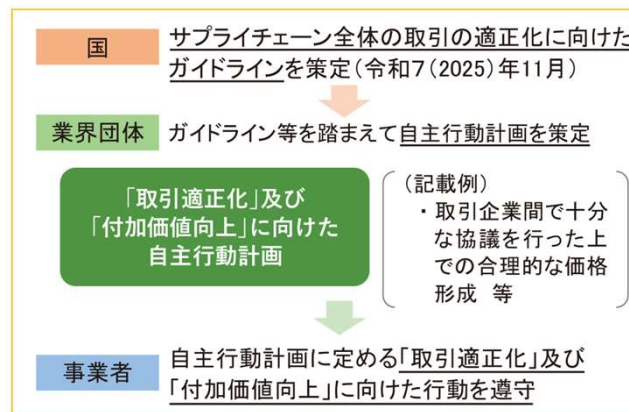 国
サプライチェーン全体の取引の適正化に向けた
ガイドラインを策定(令和7(2025)年11月)
業界団体
ガイドライン等を踏まえて自主行動計画を策定
「取引適正化」及び
「付加価値向上」に向けた
自主行動計画
(記載例)
・取引企業間で十分
な協議を行った上
での合理的な価格
形成 等
事業者
自主行動計画に定める「取引適正化」及び
「付加価値向上」に向けた行動を遵守